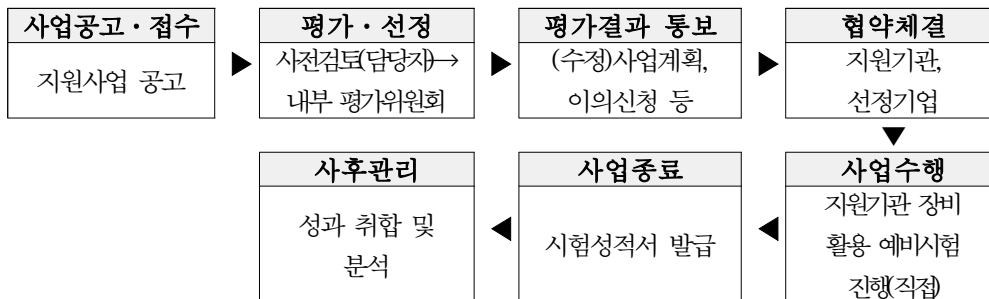 사업공고·접수
지원사업 공고
평가·선정
사전검토(담당자)→
내부 평가위원회
평가결과 통보
(수정)사업계획,
이의신청 등
협약체결
지원기관,
선정기업
사업수행
지원기관 장비
활용 예비시험
진행(직접)
사업종료
시험성적서 발급
사후관리
성과 취합 및
분석